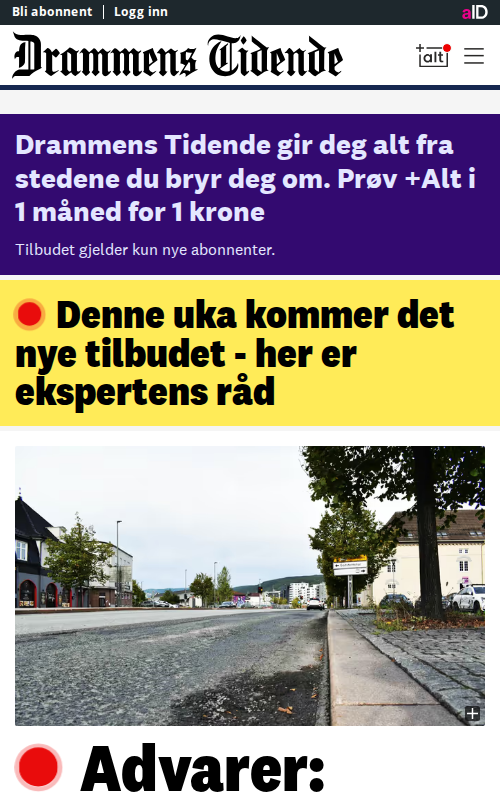 Bli abonnent | Logg inn
aID
Drammens Tidende
+alt
Drammens Tidende gir deg alt fra
stedene du bryr deg om. Prøv +Alt i
1 måned for 1 krone
Tilbudet gjelder kun nye abonnenter.
Denne uka kommer det
nye tilbudet - her er
ekspertens råd
Advarer: